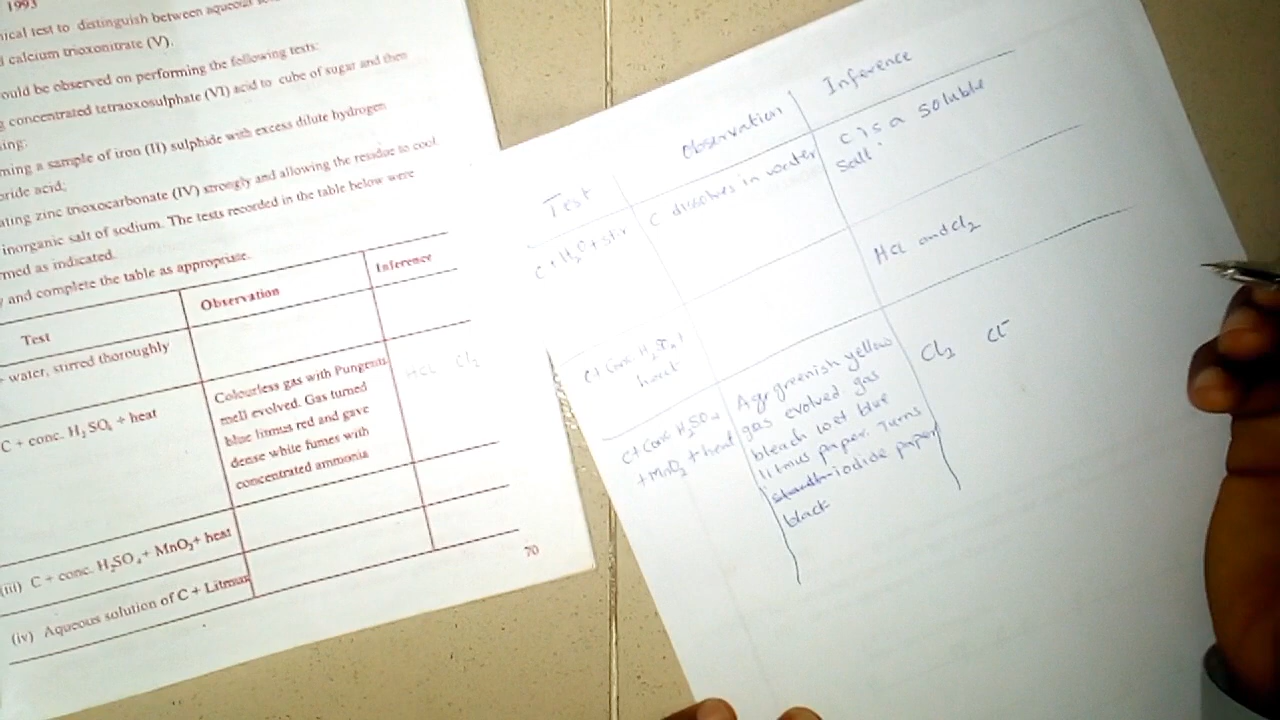 1993
ical test to distinguish between aqueous
d calcium trioxonitrate (V).
ould be observed on performing the following tests:
g concentrated tetraoxosulphate (VI) acid to cube of sugar and then
ing;
ming a sample of iron (II) sulphide with excess dilute hydrogen
oride acid;
ating zinc trioxocarbonate (IV) strongly and allowing the residue to cool.
inorganic salt of sodium. The tests recorded in the table below were
rmed as indicated.
y and complete the table as appropriate.
Test Observation Inference
water, stirred thoroughly
C + conc. H2 SO4 + heat
Colourless gas with Pungent
mell evolved. Gas turned
blue litmus red and gave
dense white fumes with
concentrated ammonia
HCl Cl2
(iii) C + conc. H2SO4 + MnO2+ heat
(iv) Aqueous solution of C + Litmus
70
Test Observation Inference
C + H2O + stir
C dissolves in water
C is a soluble
salt.
C + conc. H2SO4 +
heat
HCl and Cl2
C + conc H2SO4
+ MnO2 + heat
greenish yellow
gas evolved. gas
bleach wet blue
litmus paper. Turns
starch-iodide paper
black
Cl2 Cl-